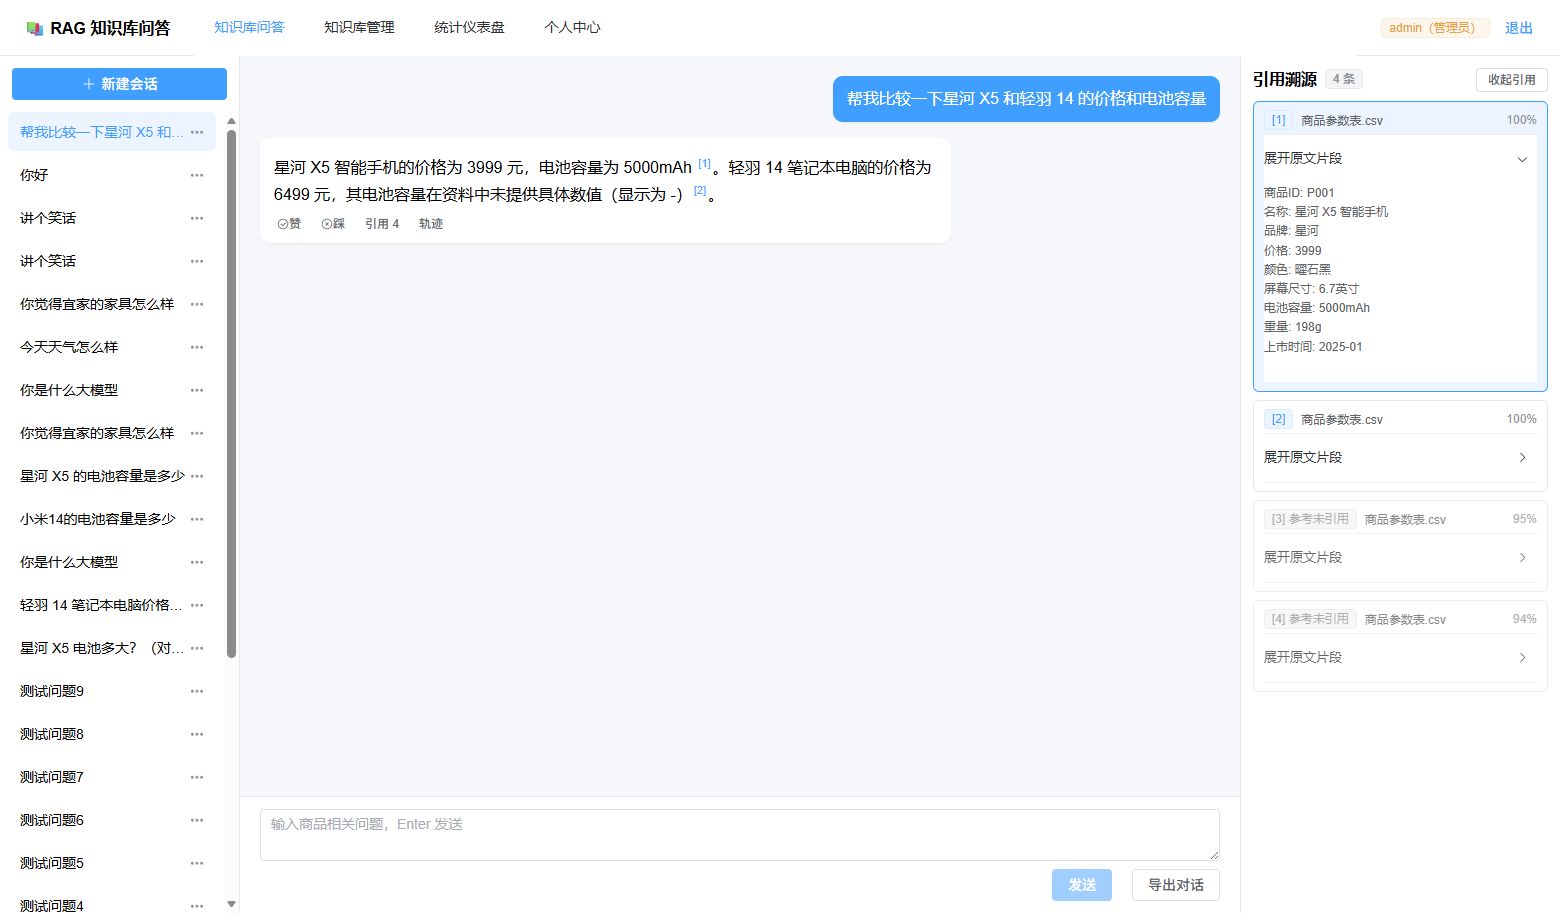 RAG 知识库问答
知识库问答
知识库管理
统计仪表盘
个人中心
admin（管理员）
退出
新建会话
帮我比较一下星河 X5 和...
你好
讲个笑话
讲个笑话
你觉得宜家的家具怎么样
今天天气怎么样
你是什么大模型
你觉得宜家的家具怎么样
星河 X5 的电池容量是多少
小米14的电池容量是多少
你是什么大模型
轻羽 14 笔记本电脑价格...
星河 X5 电池多大？（对...
测试问题9
测试问题8
测试问题7
测试问题6
测试问题5
测试问题4
帮我比较一下星河 X5 和轻羽 14 的价格和电池容量
星河 X5 智能手机的价格为 3999 元，电池容量为 5000mAh [1]。轻羽 14 笔记本电脑的价格为
6499 元，其电池容量在资料中未提供具体数值（显示为 -）[2]。
赞 踩 引用 4 轨迹
输入商品相关问题，Enter 发送
发送
导出对话
引用溯源 4 条 收起引用
[1] 商品参数表.csv 100%
展开原文片段
商品ID: P001
名称: 星河 X5 智能手机
品牌: 星河
价格: 3999
颜色: 曜石黑
屏幕尺寸: 6.7英寸
电池容量: 5000mAh
重量: 198g
上市时间: 2025-01
[2] 商品参数表.csv 100%
展开原文片段
[3] 参考未引用 商品参数表.csv 95%
展开原文片段
[4] 参考未引用 商品参数表.csv 94%
展开原文片段